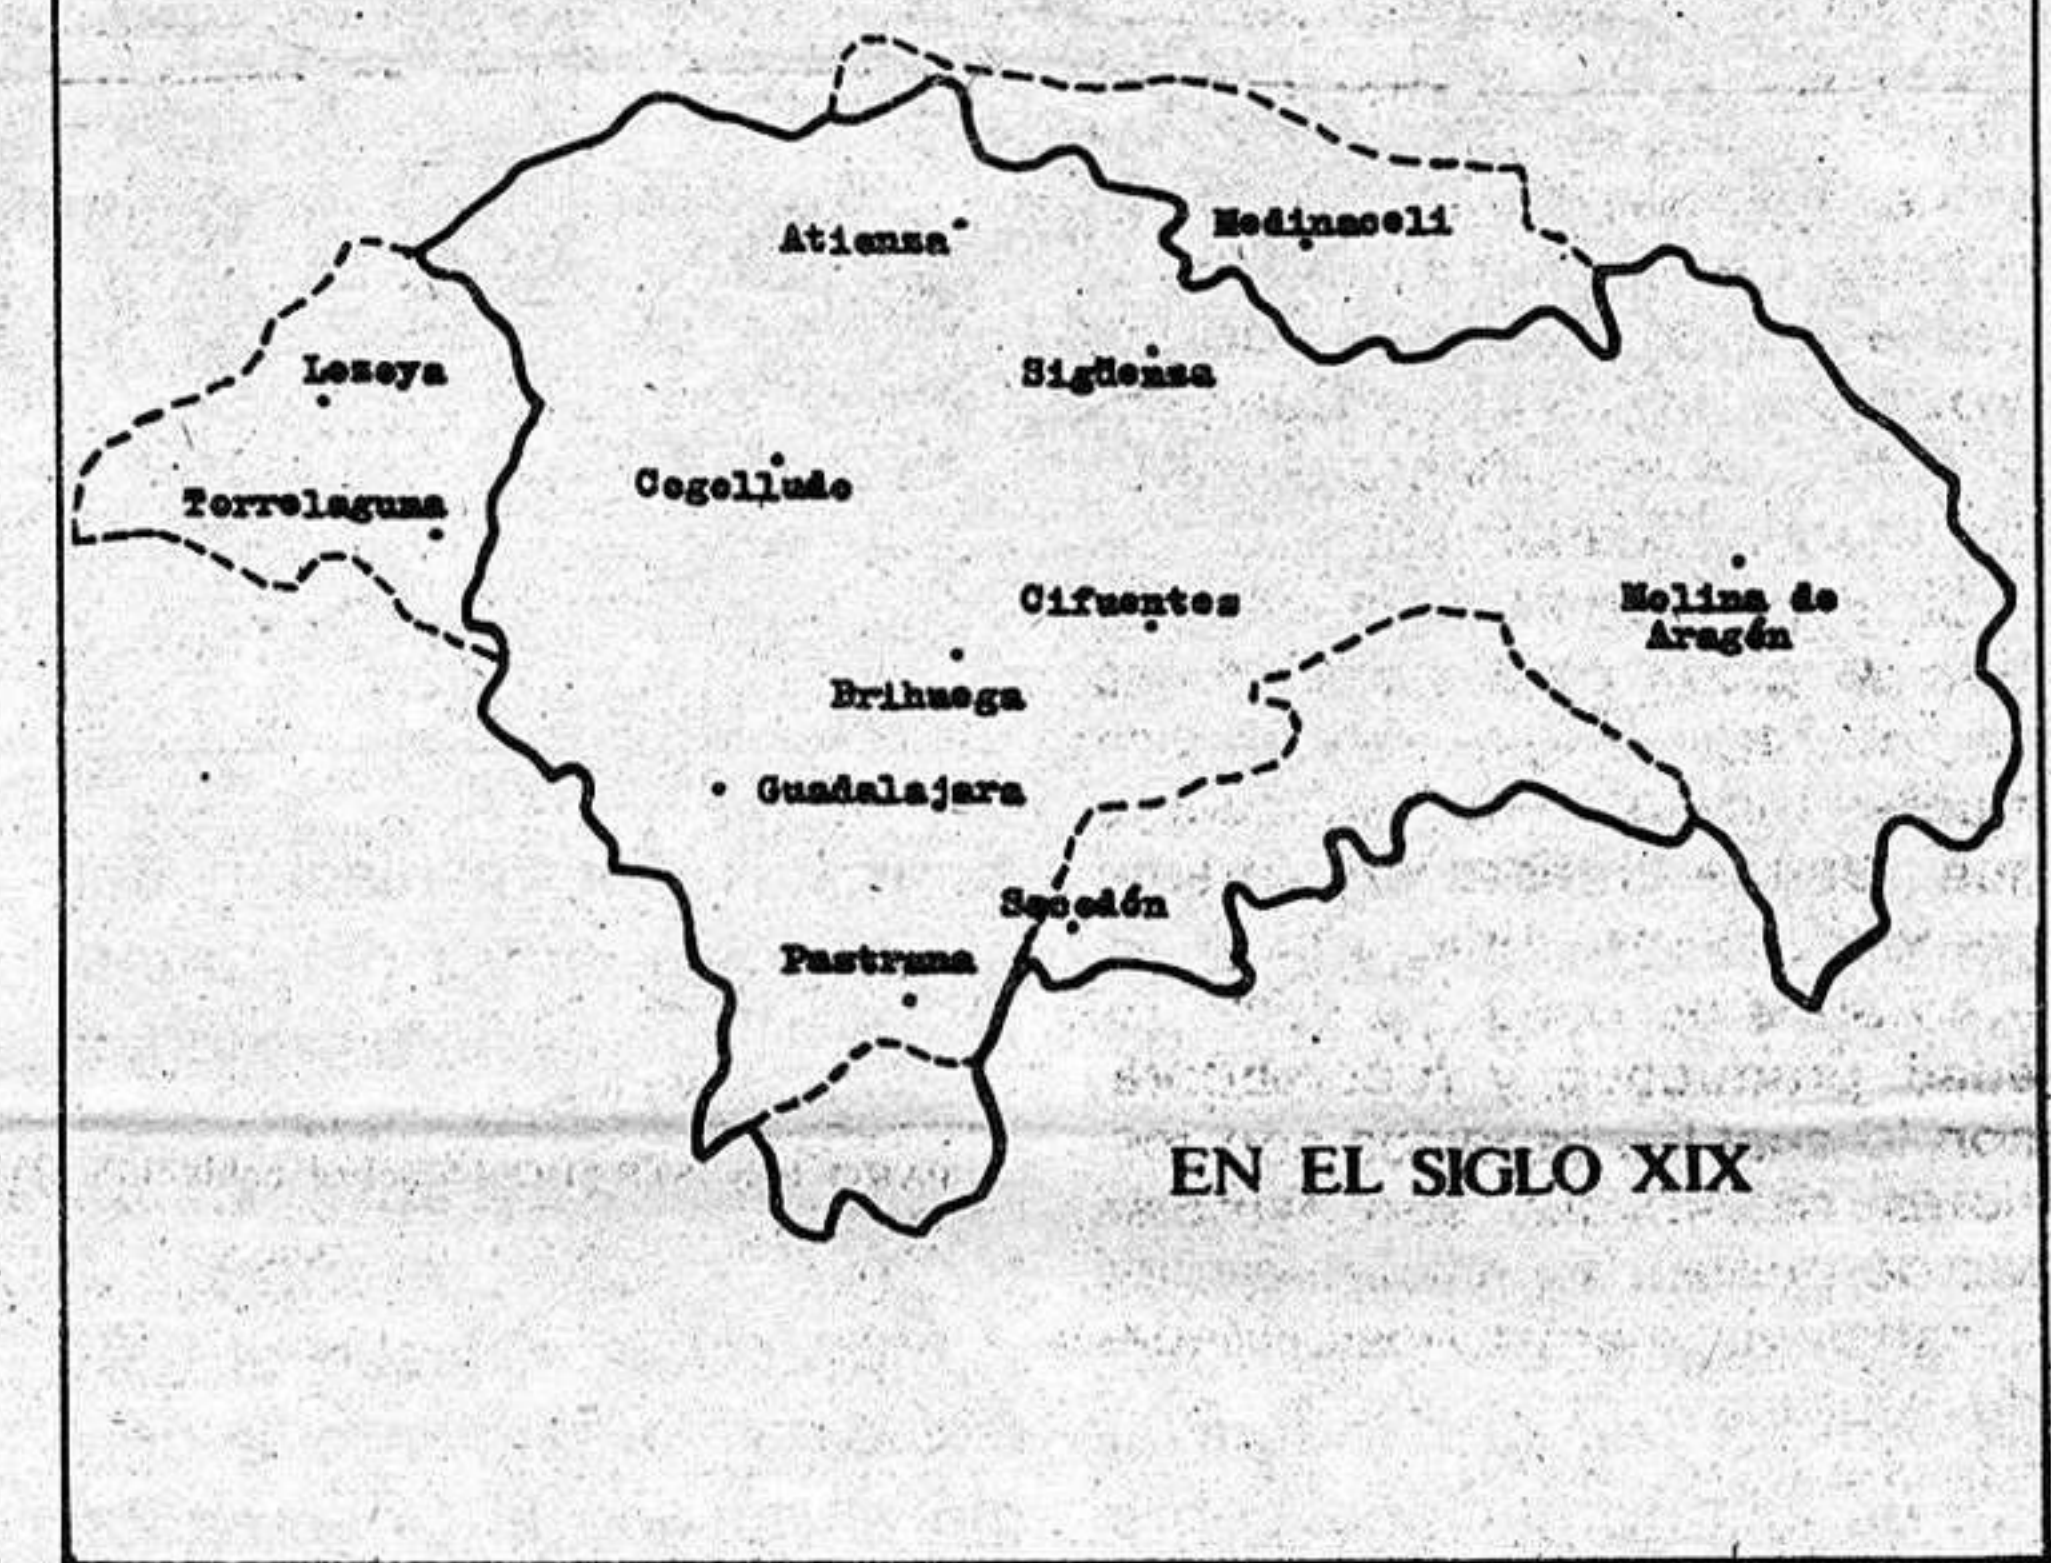 Atienza
Medinaceli
Lozoya
Sigüenza
Cogolludo
Torrelaguna
Cifuentes
Molina de
Aragón
Brihuega
Guadalajara
Sacedón
Pastrana
EN EL SIGLO XIX